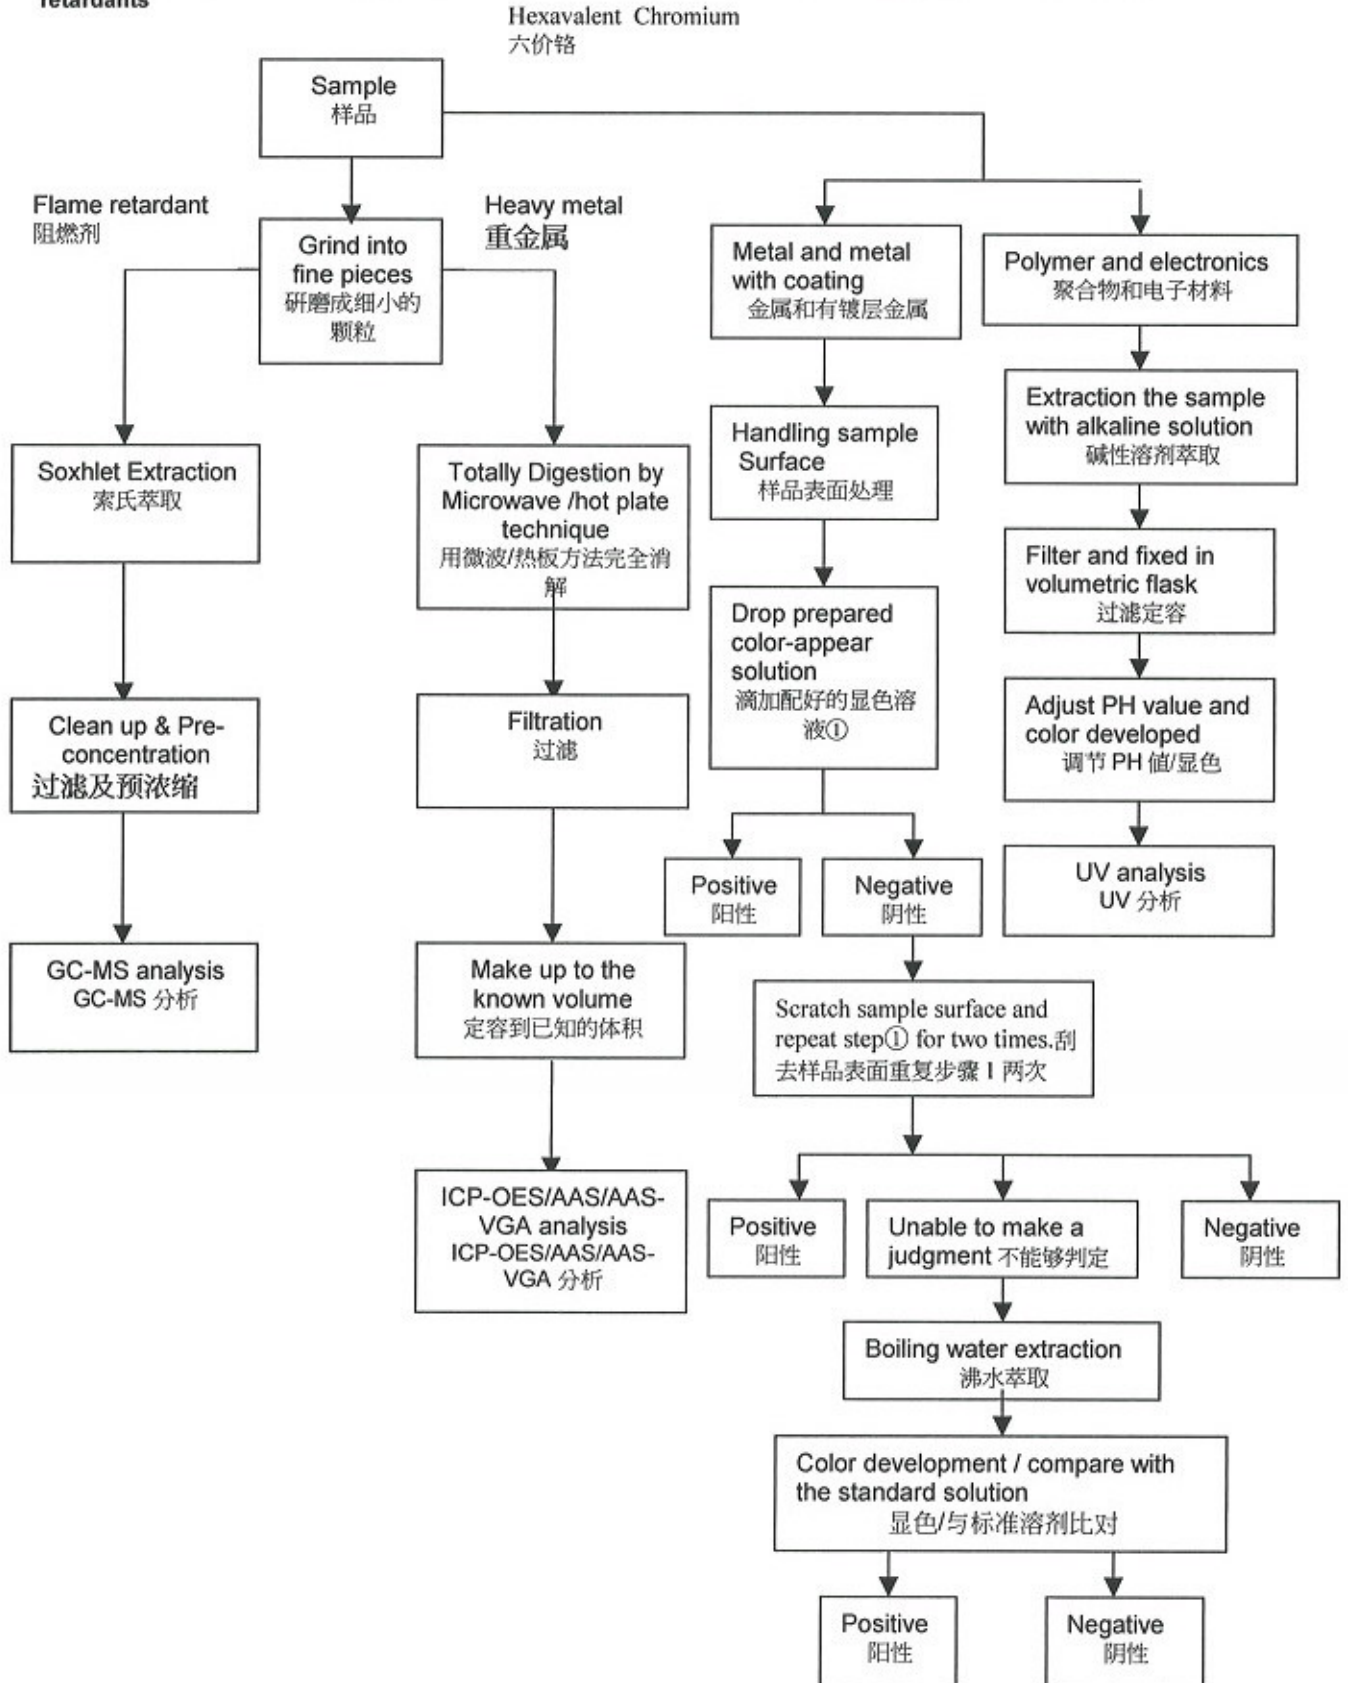 retardants
Hexavalent Chromium
六价铬
Sample
样品
Flame retardant
阻燃剂
Heavy metal
重金属
Grind into
fine pieces
研磨成细小的
颗粒
Soxhlet Extraction
索氏萃取
Clean up & Pre-
concentration
过滤及预浓缩
GC-MS analysis
GC-MS 分析
Totally Digestion by
Microwave /hot plate
technique
用微波/热板方法完全消
解
Filtration
过滤
Make up to the
known volume
定容到已知的体积
ICP-OES/AAS/AAS-
VGA analysis
ICP-OES/AAS/AAS-
VGA 分析
Metal and metal
with coating
金属和有镀层金属
Handling sample
Surface
样品表面处理
Drop prepared
color-appear
solution
滴加配好的显色溶
液①
Positive
阳性
Negative
阴性
Scratch sample surface and
repeat step① for two times.刮
去样品表面重复步骤 1 两次
Positive
阳性
Unable to make a
judgment 不能够判定
Negative
阴性
Boiling water extraction
沸水萃取
Color development / compare with
the standard solution
显色/与标准溶剂比对
Positive
阳性
Negative
阴性
Polymer and electronics
聚合物和电子材料
Extraction the sample
with alkaline solution
碱性溶剂萃取
Filter and fixed in
volumetric flask
过滤定容
Adjust PH value and
color developed
调节 PH 値/显色
UV analysis
UV 分析